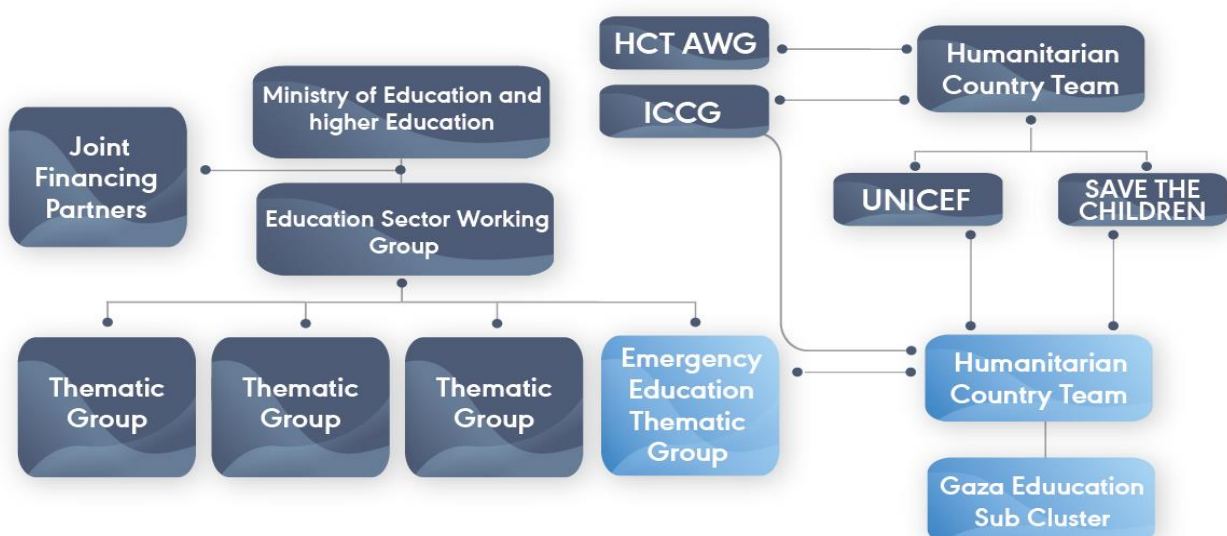 HCT AWG
Humanitarian
Country Team
ICCG
Ministry of Education and
higher Education
Joint
Financing
Partners
UNICEF
SAVE THE
CHILDREN
Education Sector Working
Group
Thematic
Group
Thematic
Group
Thematic
Group
Emergency
Education
Thematic
Group
Humanitarian
Country Team
Gaza Eduucation
Sub Cluster